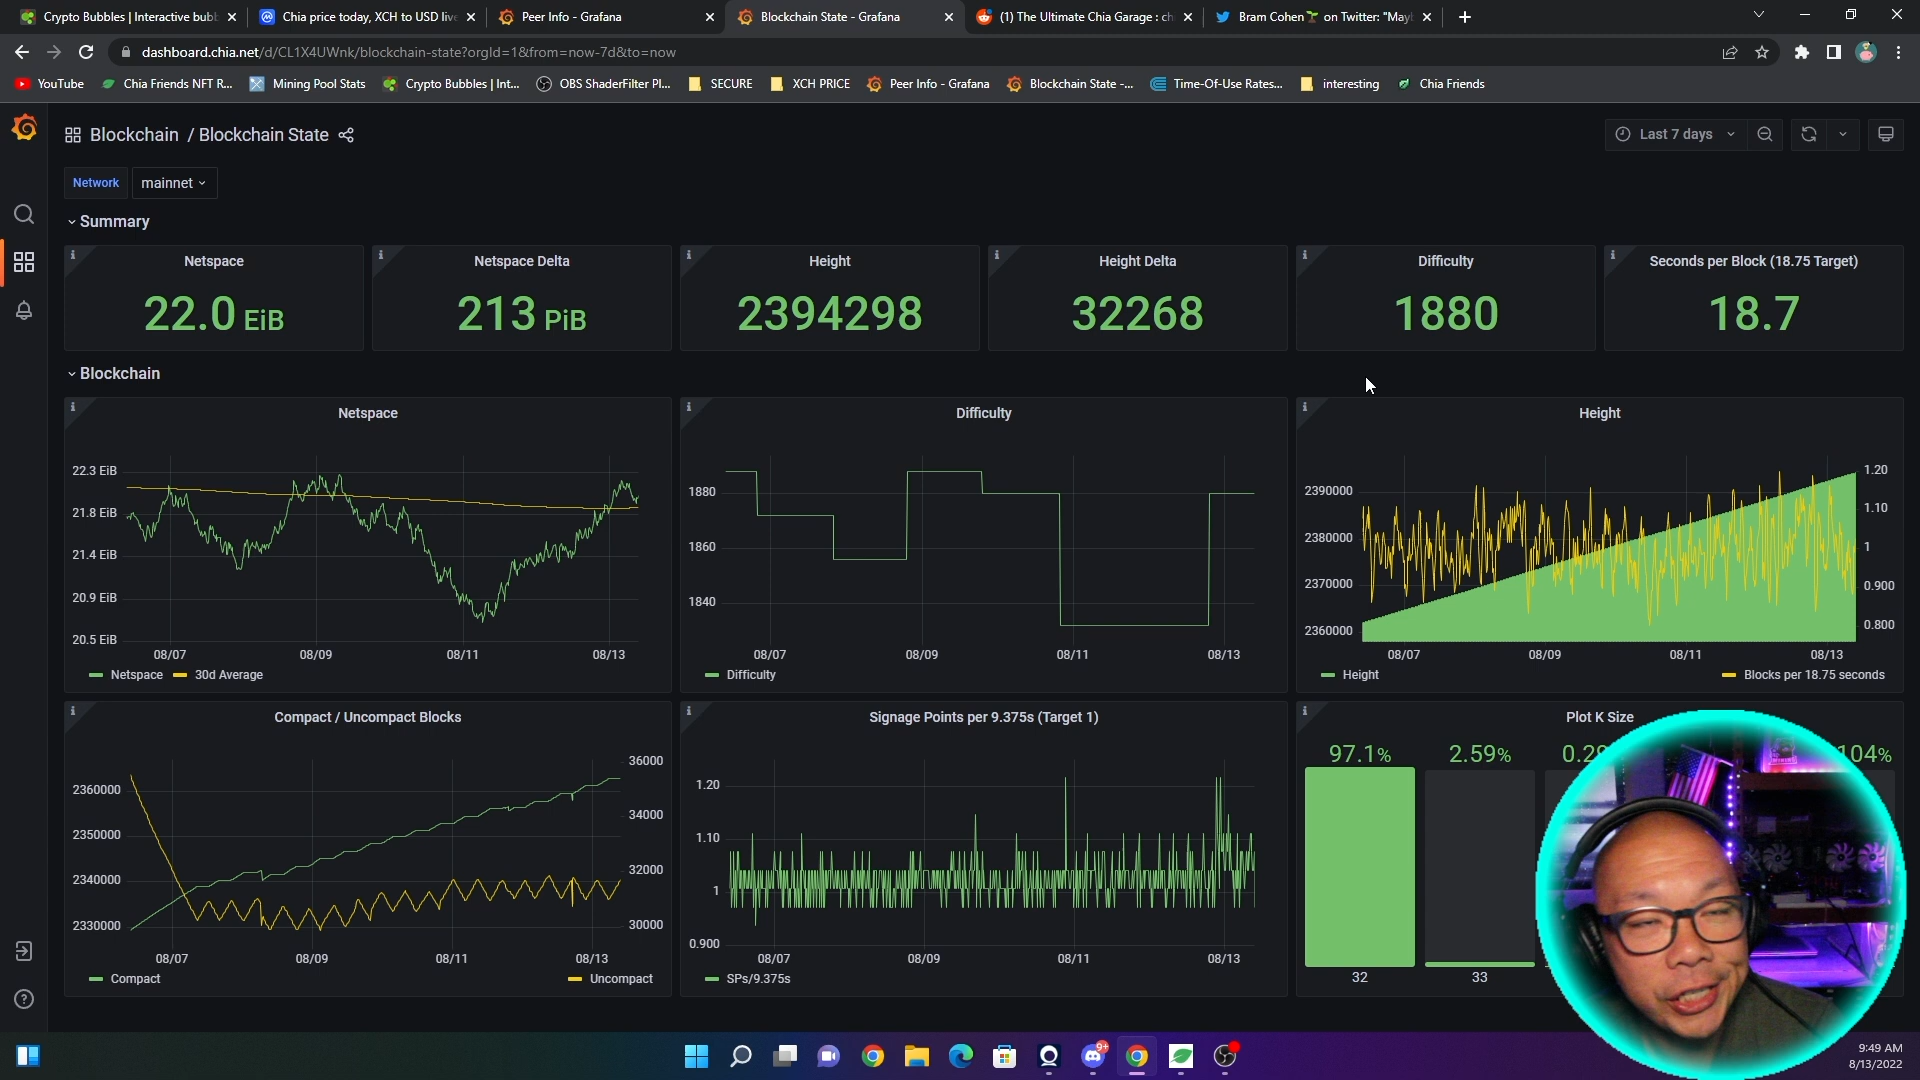 Crypto Bubbles | Interactive bubb
Chia price today, XCH to USD live
Peer Info - Grafana
Blockchain State - Grafana
(1) The Ultimate Chia Garage : ch
Bram Cohen🌱 on Twitter: "Mayb
dashboard.chia.net/d/CL1X4UWnk/blockchain-state?orgId=1&from=now-7d&to=now
YouTube
Chia Friends NFT R...
Mining Pool Stats
Crypto Bubbles | Int...
OBS ShaderFilter Pl...
SECURE
XCH PRICE
Peer Info - Grafana
Blockchain State -...
Time-Of-Use Rates...
interesting
Chia Friends
Blockchain / Blockchain State
Last 7 days
Network mainnet
Summary
Netspace
22.0 EiB
Netspace Delta
213 PiB
Height
2394298
Height Delta
32268
Difficulty
1880
Seconds per Block (18.75 Target)
18.7
Blockchain
Netspace
22.3 EiB
21.8 EiB
21.4 EiB
20.9 EiB
20.5 EiB
08/07 08/09 08/11 08/13
Netspace 30d Average
Difficulty
1880
1860
1840
08/07 08/09 08/11 08/13
Difficulty
Height
2390000
2380000
2370000
2360000
1.20
1.10
1
0.900
0.800
08/07 08/09 08/11 08/13
Height Blocks per 18.75 seconds
Compact / Uncompact Blocks
2360000
2350000
2340000
2330000
36000
34000
32000
30000
08/07 08/09 08/11 08/13
Compact Uncompact
Signage Points per 9.375s (Target 1)
1.20
1.10
1
0.900
08/07 08/09 08/11 08/13
SPs/9.375s
Plot K Size
97.1% 2.59%
32 33
9+
9:49 AM
8/13/2022